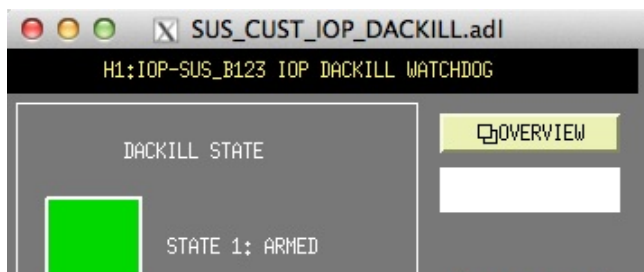 SUS_CUST_IOP_DACKILL.adl
H1:IOP-SUS_B123 IOP DACKILL WATCHDOG
DACKILL STATE
OVERVIEW
STATE 1: ARMED